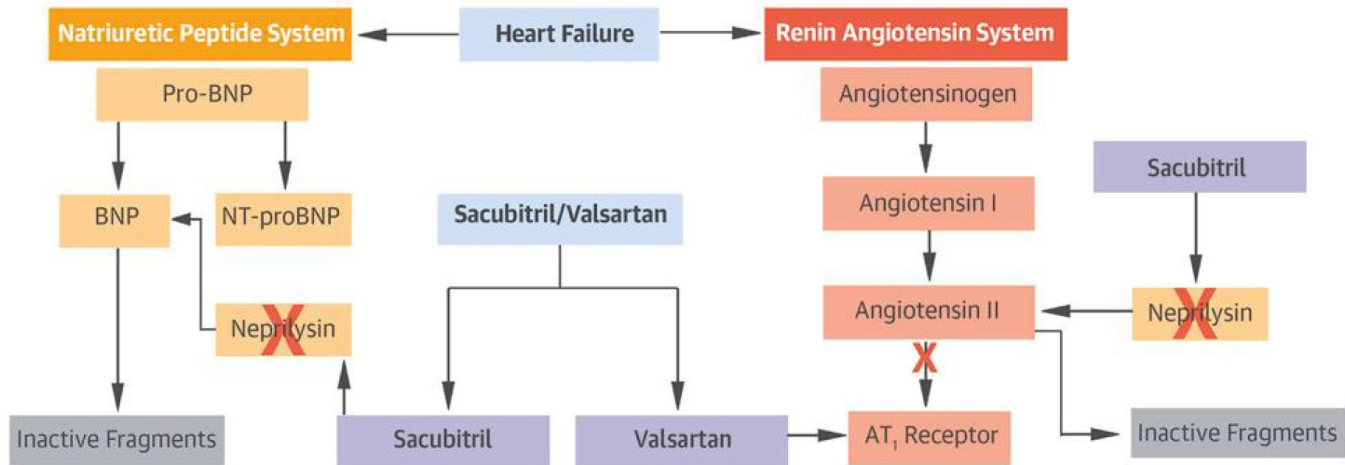 Natriuretic Peptide System
Heart Failure
Renin Angiotensin System
Pro-BNP
Angiotensinogen
Sacubitril
BNP
NT-proBNP
Sacubitril/Valsartan
Angiotensin I
Neprilysin
X
Angiotensin II
Neprilysin
X
X
Inactive Fragments
Sacubitril
Valsartan
AT₁ Receptor
Inactive Fragments